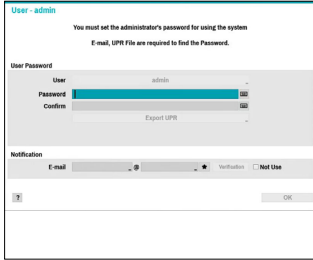 User - admin
You must set the administrator's password for using the system
E-mail, UPR File are required to find the Password.
User Password
User admin
Password
Confirm
Export UPR
Notification
E-mail @ Verification Not Use
? OK